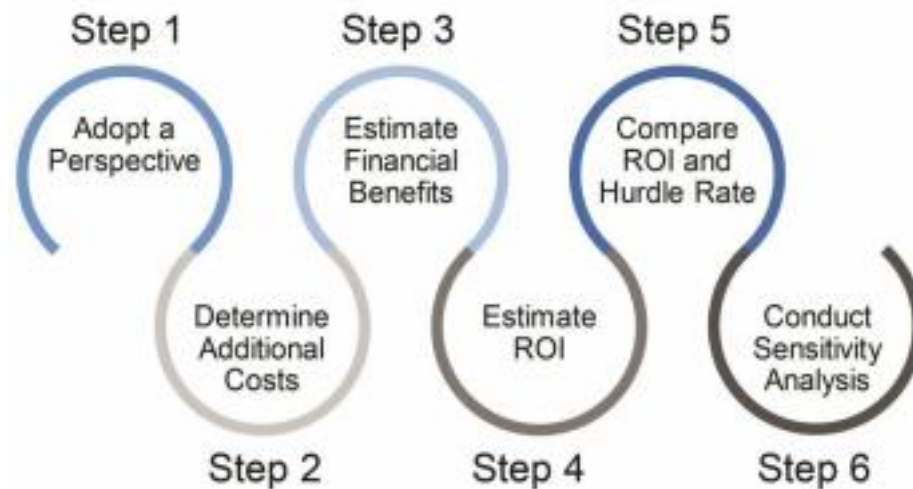 Step 1
Adopt a
Perspective
Step 2
Determine
Additional
Costs
Step 3
Estimate
Financial
Benefits
Step 4
Estimate
ROI
Step 5
Compare
ROI and
Hurdle Rate
Step 6
Conduct
Sensitivity
Analysis